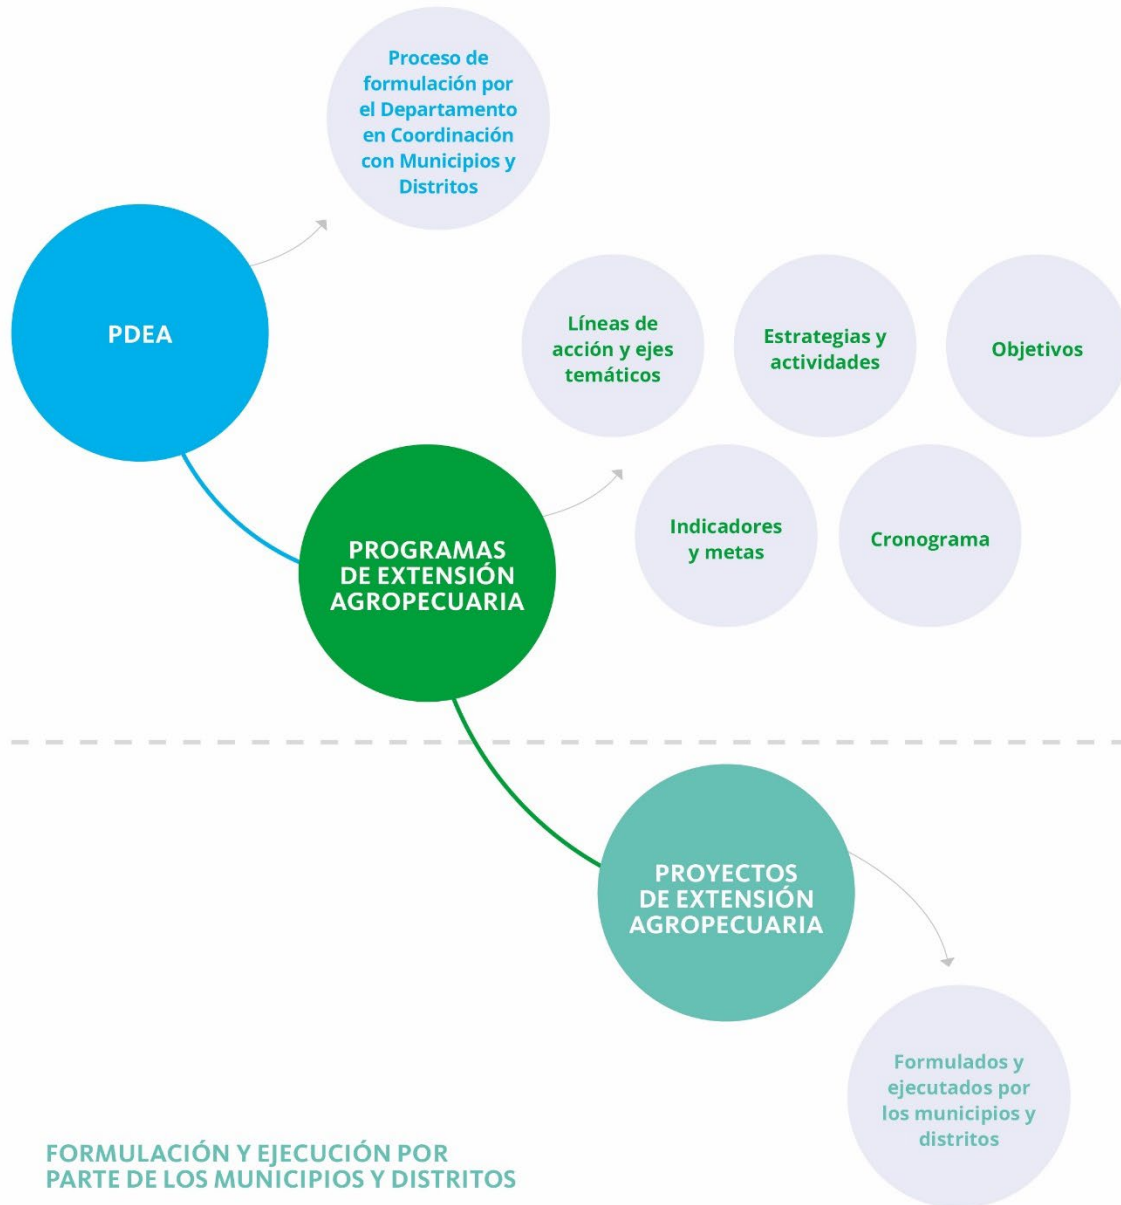 Proceso de
formulación por
el Departamento
en Coordinación
con Municipios y
Distritos
PDEA
Líneas de
acción y ejes
temáticos
Estrategias y
actividades
Objetivos
PROGRAMAS
DE EXTENSIÓN
AGROPECUARIA
Indicadores
y metas
Cronograma
PROYECTOS
DE EXTENSIÓN
AGROPECUARIA
Formulados y
ejecutados por
los municipios y
distritos
FORMULACIÓN Y EJECUCIÓN POR
PARTE DE LOS MUNICIPIOS Y DISTRITOS